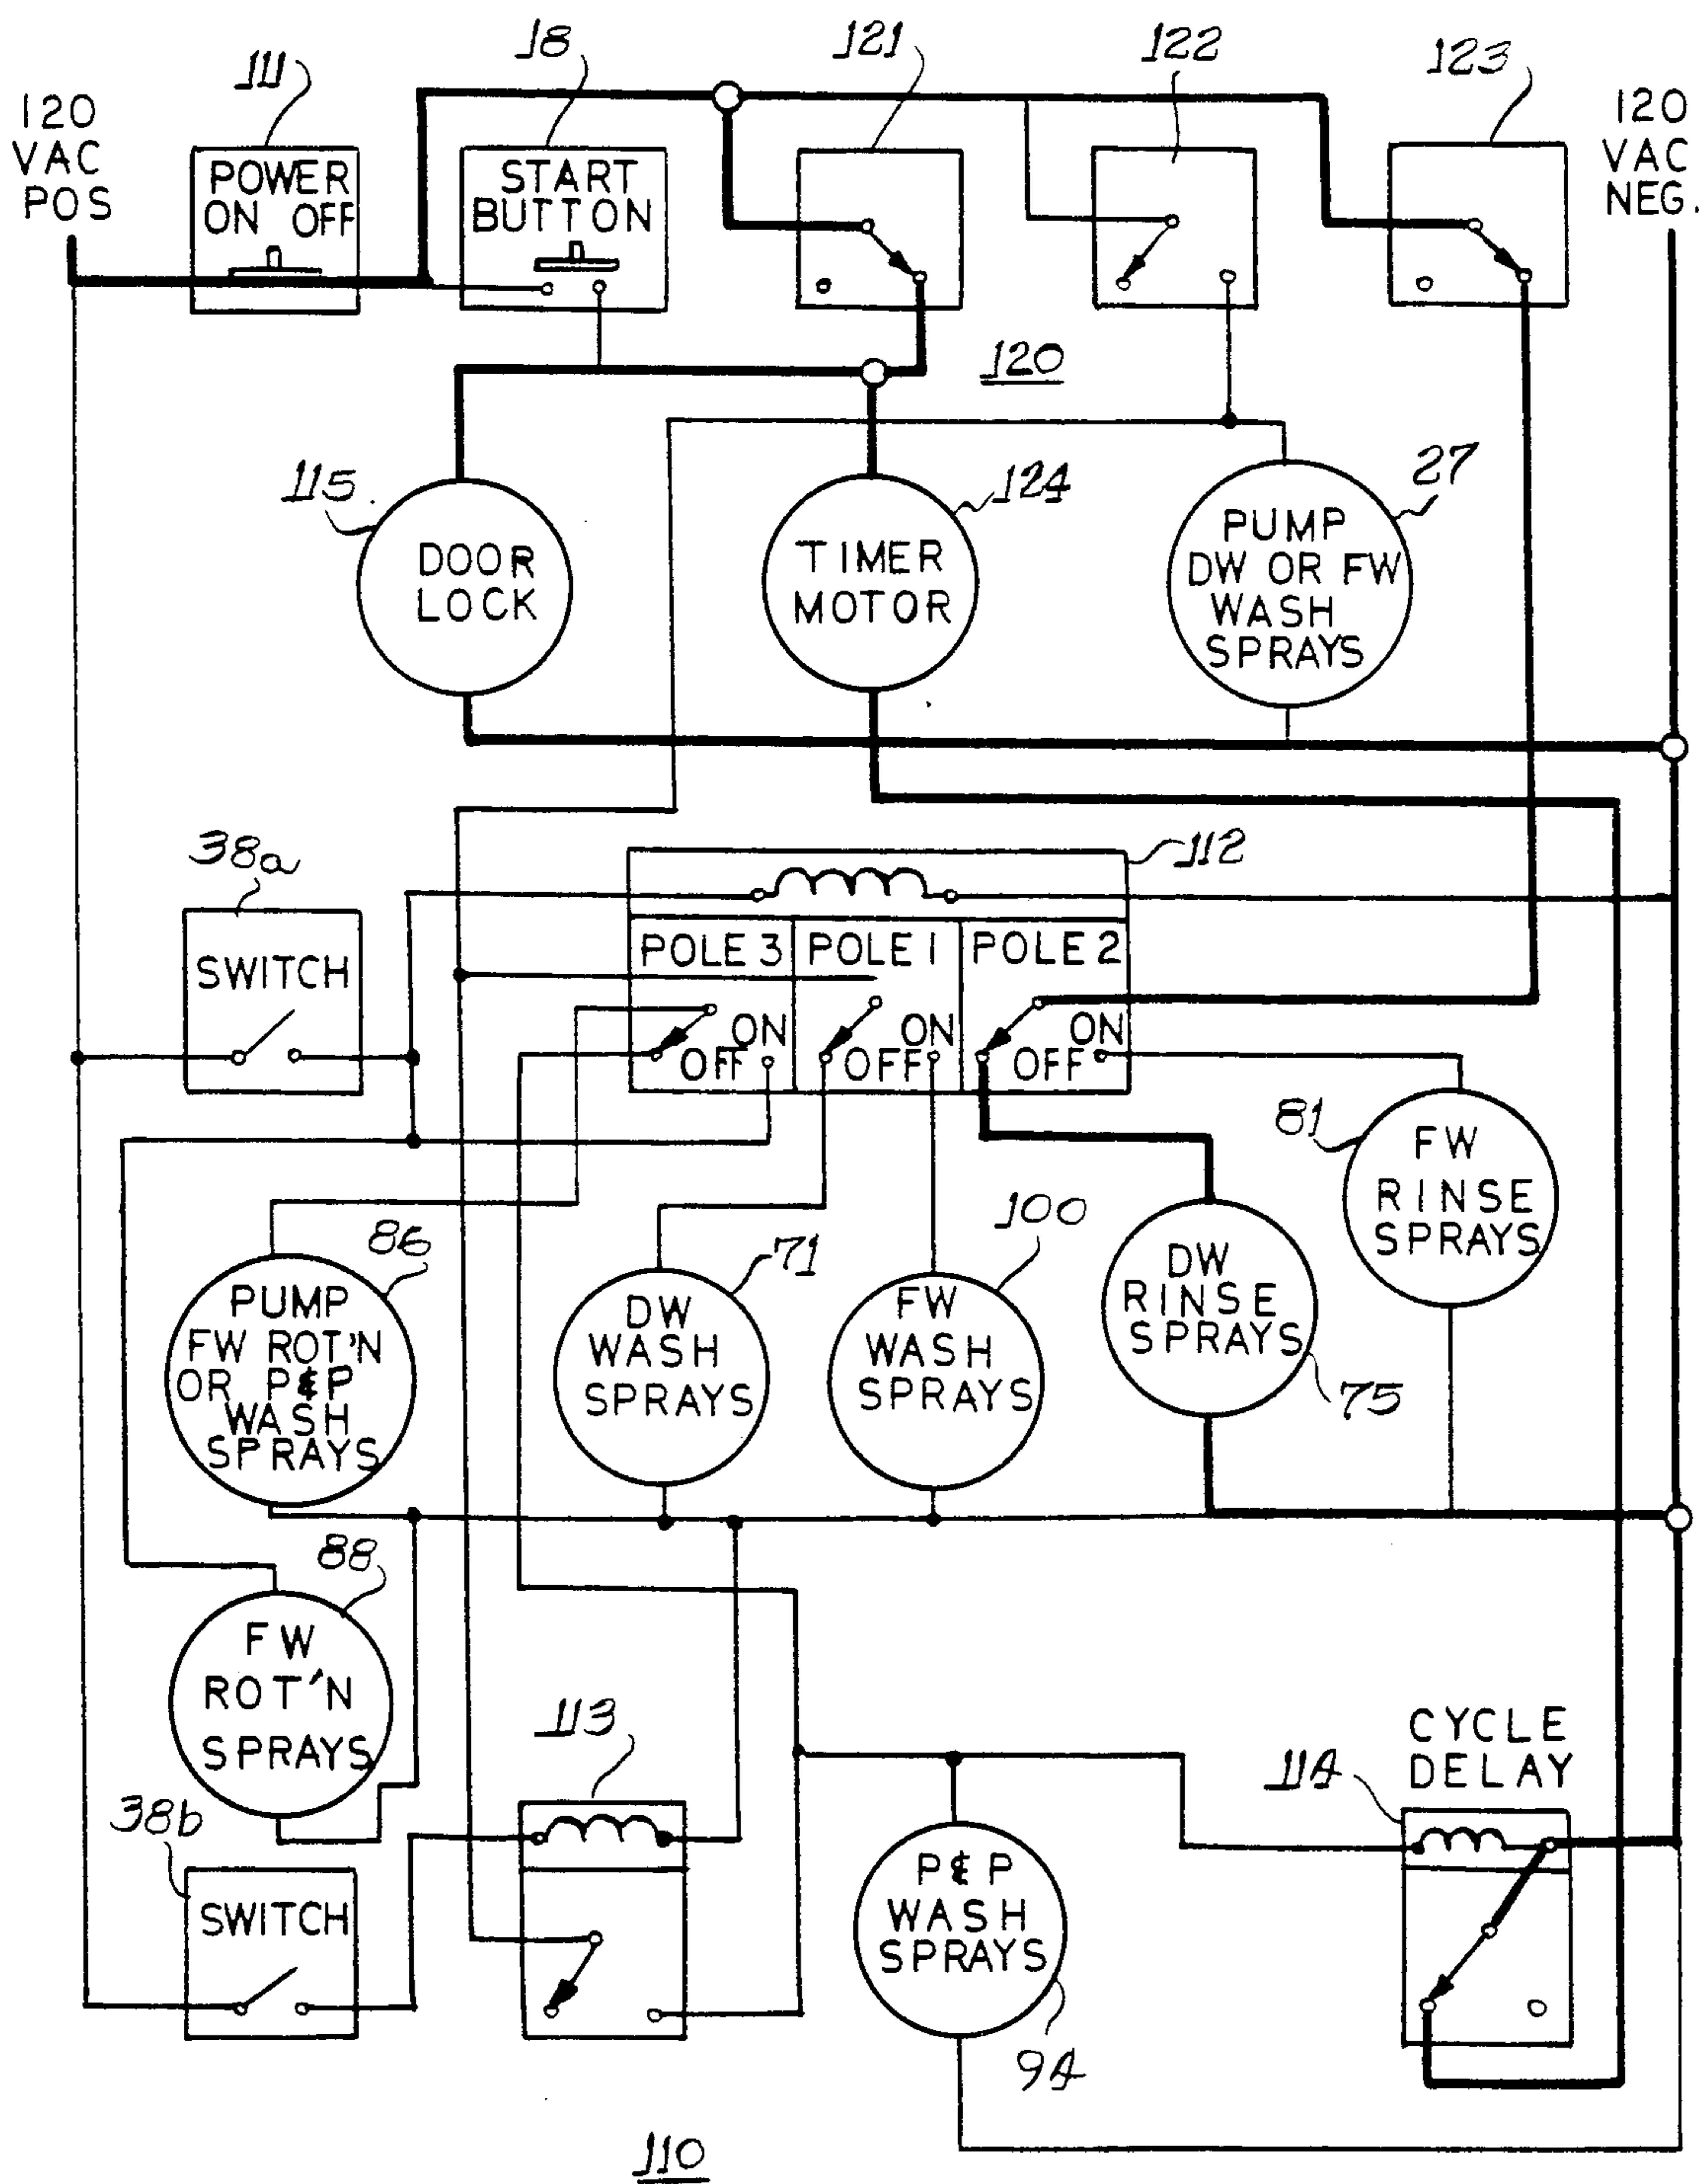 111
18
121
122
123
120
VAC
POS
120
VAC
NEG.
POWER
ON OFF
START
BUTTON
120
115
124
27
DOOR
LOCK
TIMER
MOTOR
PUMP
DW OR FW
WASH
SPRAYS
38a
112
SWITCH
POLE 3
POLE 1
POLE 2
ON
OFF
ON
OFF
ON
OFF
81
FW
RINSE
SPRAYS
86
71
100
PUMP
FW ROT'N
OR P&P
WASH
SPRAYS
DW
WASH
SPRAYS
FW
WASH
SPRAYS
DW
RINSE
SPRAYS
75
88
FW
ROT'N
SPRAYS
113
CYCLE
DELAY
114
38b
SWITCH
P&P
WASH
SPRAYS
94
110